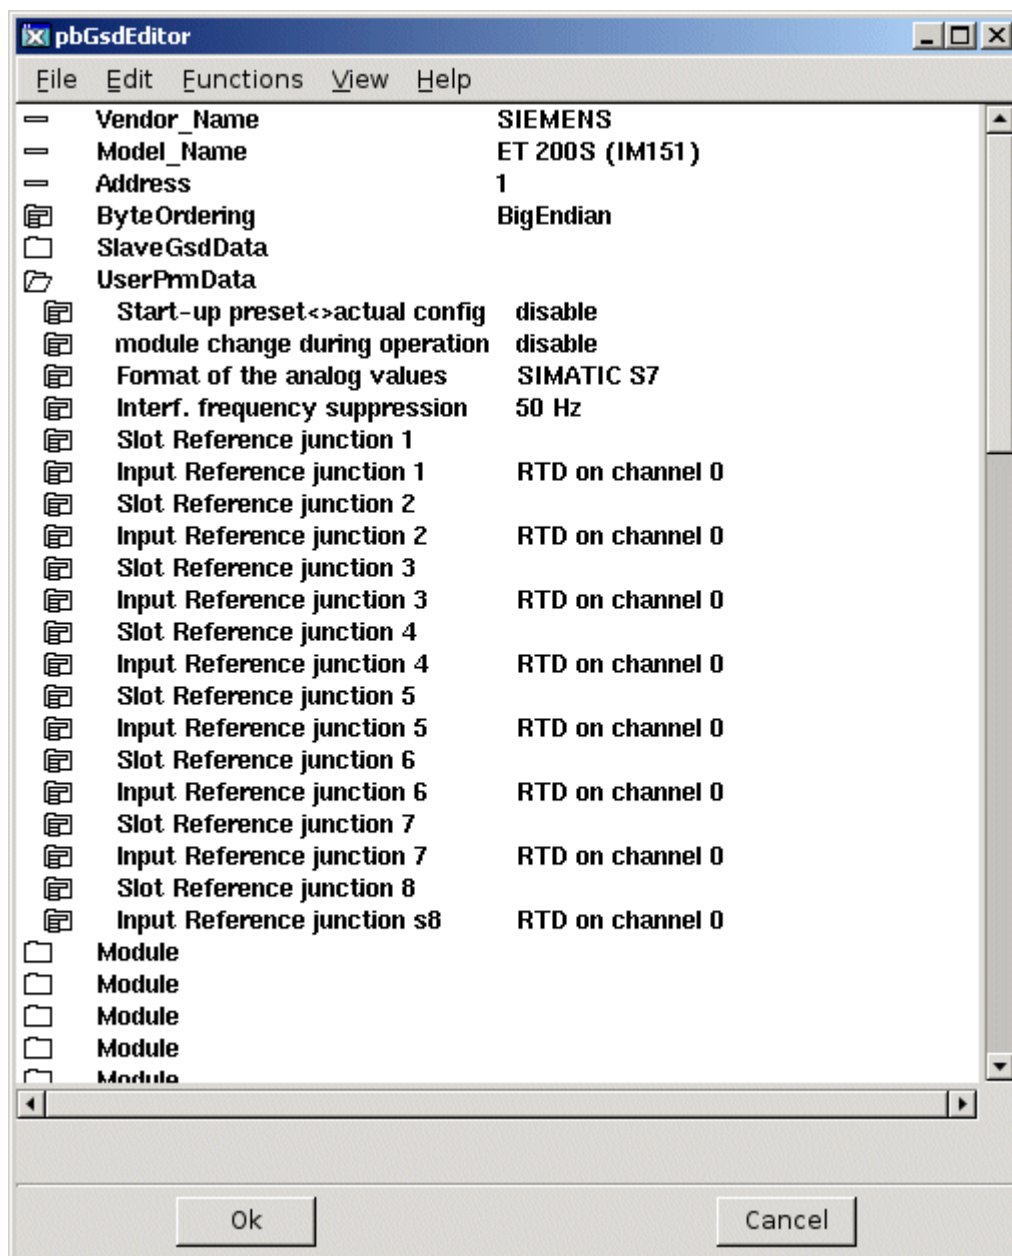 pbGsdEditor
File Edit Functions View Help
Vendor_Name SIEMENS
Model_Name ET 200S (IM151)
Address 1
ByteOrdering BigEndian
SlaveGsdData
UserPrmData
Start-up preset<>actual config disable
module change during operation disable
Format of the analog values SIMATIC S7
Interf. frequency suppression 50 Hz
Slot Reference junction 1
Input Reference junction 1 RTD on channel 0
Slot Reference junction 2
Input Reference junction 2 RTD on channel 0
Slot Reference junction 3
Input Reference junction 3 RTD on channel 0
Slot Reference junction 4
Input Reference junction 4 RTD on channel 0
Slot Reference junction 5
Input Reference junction 5 RTD on channel 0
Slot Reference junction 6
Input Reference junction 6 RTD on channel 0
Slot Reference junction 7
Input Reference junction 7 RTD on channel 0
Slot Reference junction 8
Input Reference junction s8 RTD on channel 0
Module
Module
Module
Module
Module
Ok Cancel